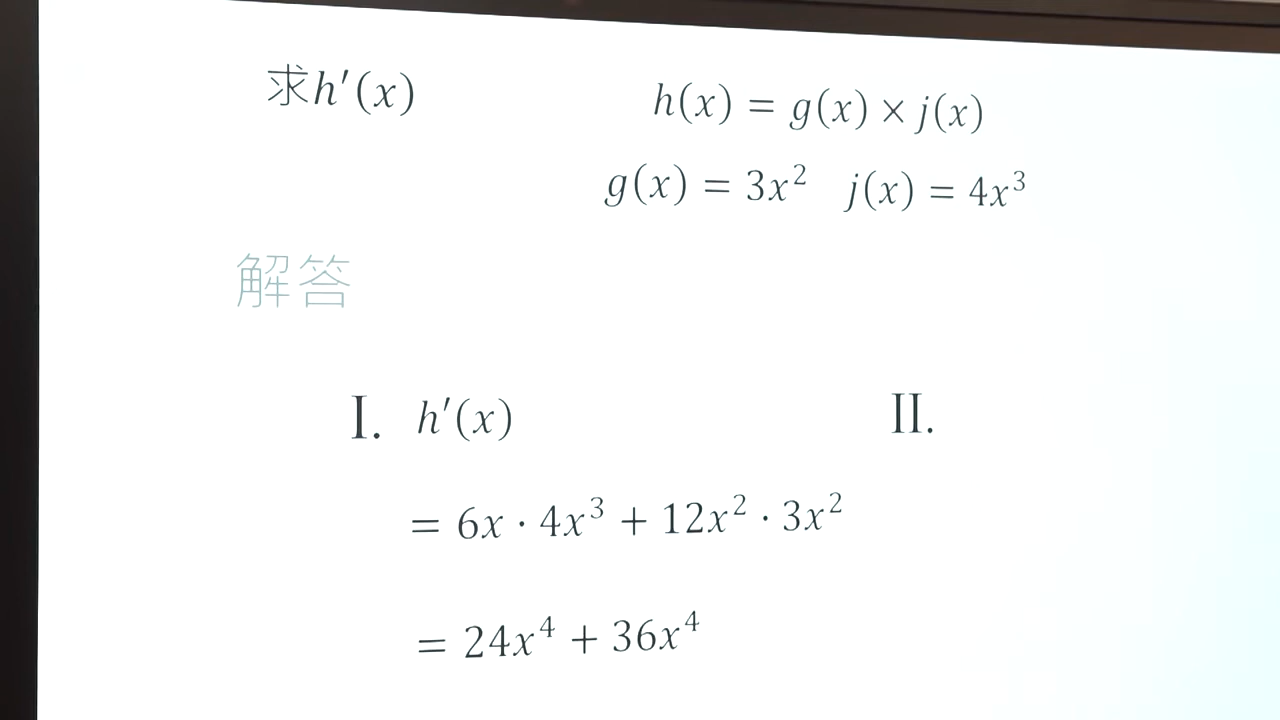 求h′(x)
h(x) = g(x) × j(x)
g(x) = 3x² j(x) = 4x³
解答
I. h′(x)
= 6x · 4x³ + 12x² · 3x²
= 24x⁴ + 36x⁴
II.